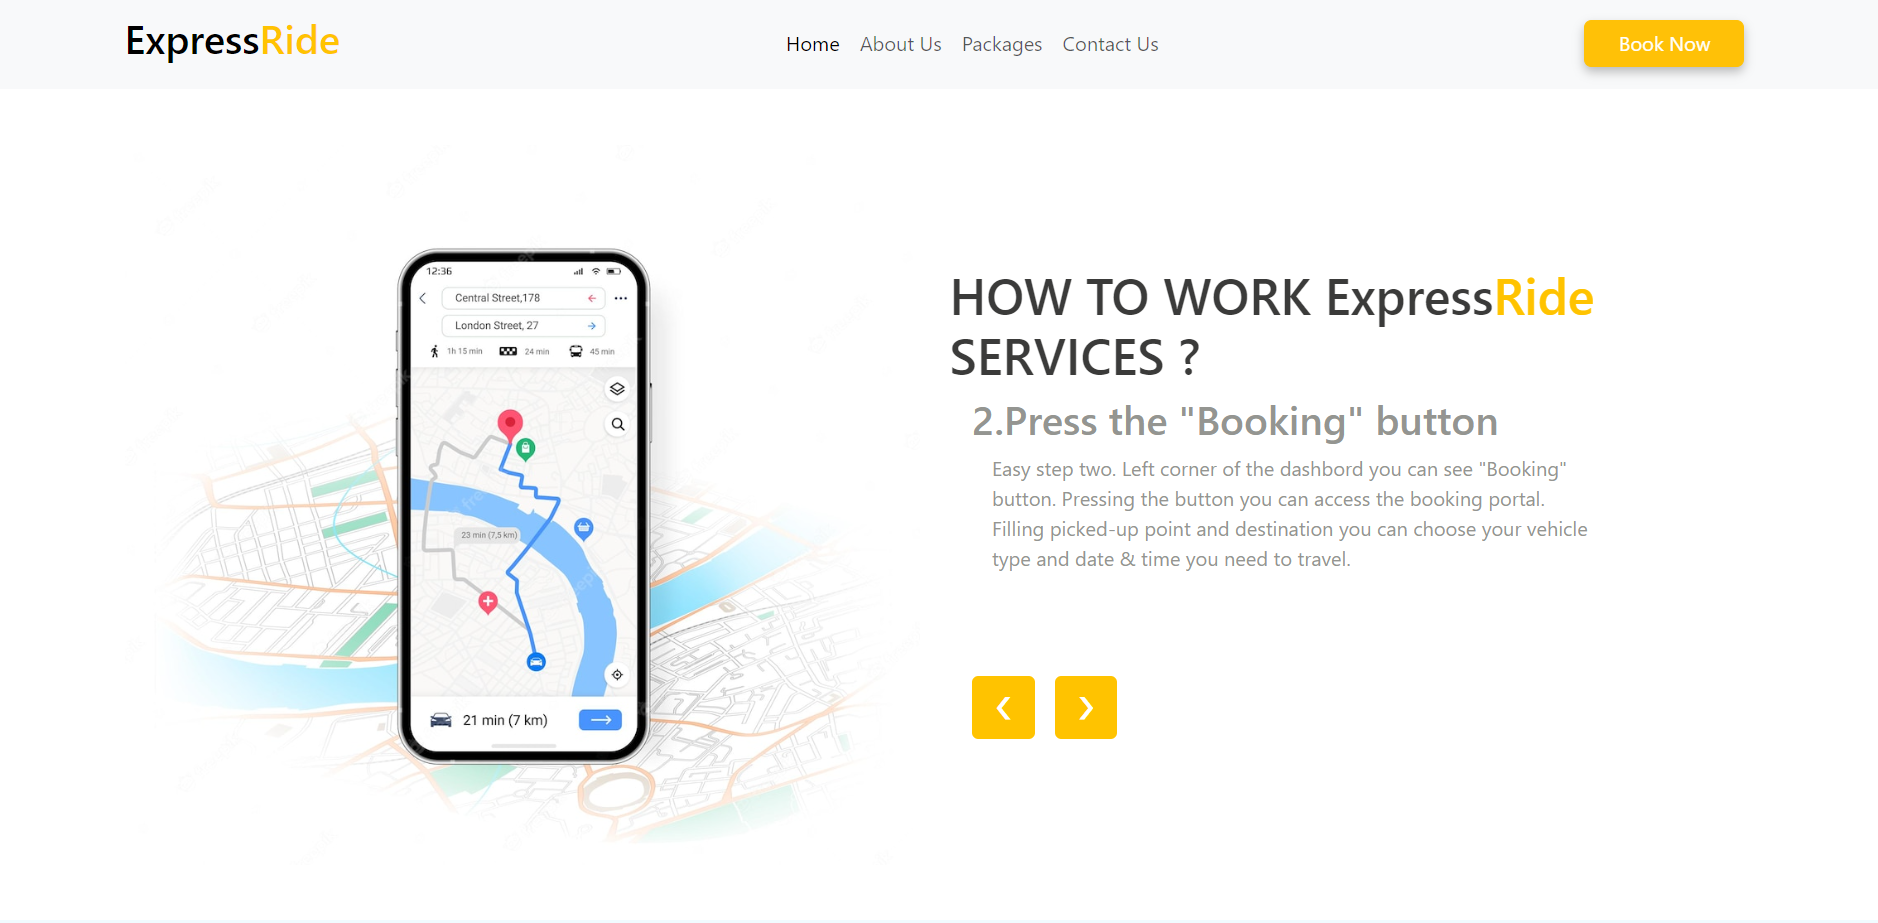 ExpressRide
Home About Us Packages Contact Us
Book Now
12:36
Central Street,178
London Street, 27
1h 15 min 24 min 45 min
23 min (7,5 km)
21 min (7 km)
HOW TO WORK ExpressRide
SERVICES ?
2.Press the "Booking" button
Easy step two. Left corner of the dashbord you can see "Booking"
button. Pressing the button you can access the booking portal.
Filling picked-up point and destination you can choose your vehicle
type and date & time you need to travel.